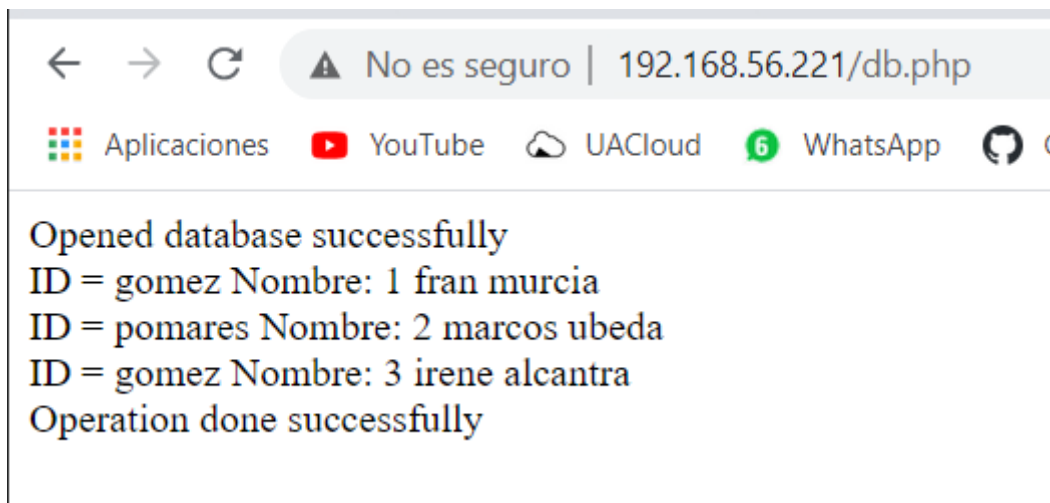 No es seguro | 192.168.56.221/db.php
Aplicaciones YouTube UACloud 6 WhatsApp
Opened database successfully
ID = gomez Nombre: 1 fran murcia
ID = pomares Nombre: 2 marcos ubeda
ID = gomez Nombre: 3 irene alcantra
Operation done successfully